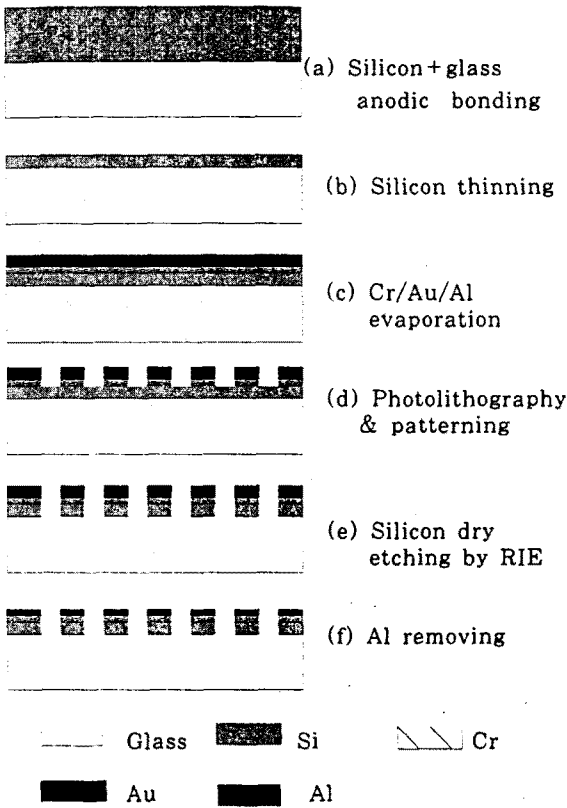 (a) Silicon+glass
anodic bonding
(b) Silicon thinning
(c) Cr/Au/Al
evaporation
(d) Photolithography
& patterning
(e) Silicon dry
etching by RIE
(f) Al removing
Glass Si Cr
Au Al